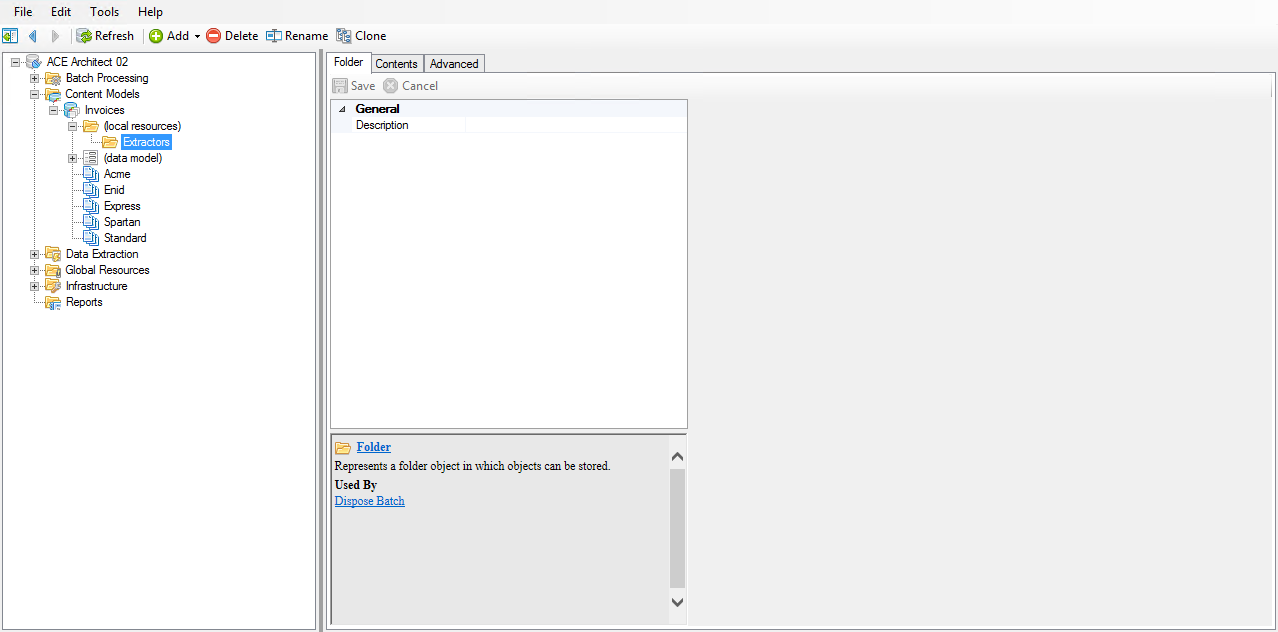 File Edit Tools Help
Refresh Add Delete Rename Clone
ACE Architect 02
Batch Processing
Content Models
Invoices
(local resources)
Extractors
(data model)
Acme
Enid
Express
Spartan
Standard
Data Extraction
Global Resources
Infrastructure
Reports
Folder Contents Advanced
Save Cancel
General
Description
Folder
Represents a folder object in which objects can be stored.
Used By
Dispose Batch